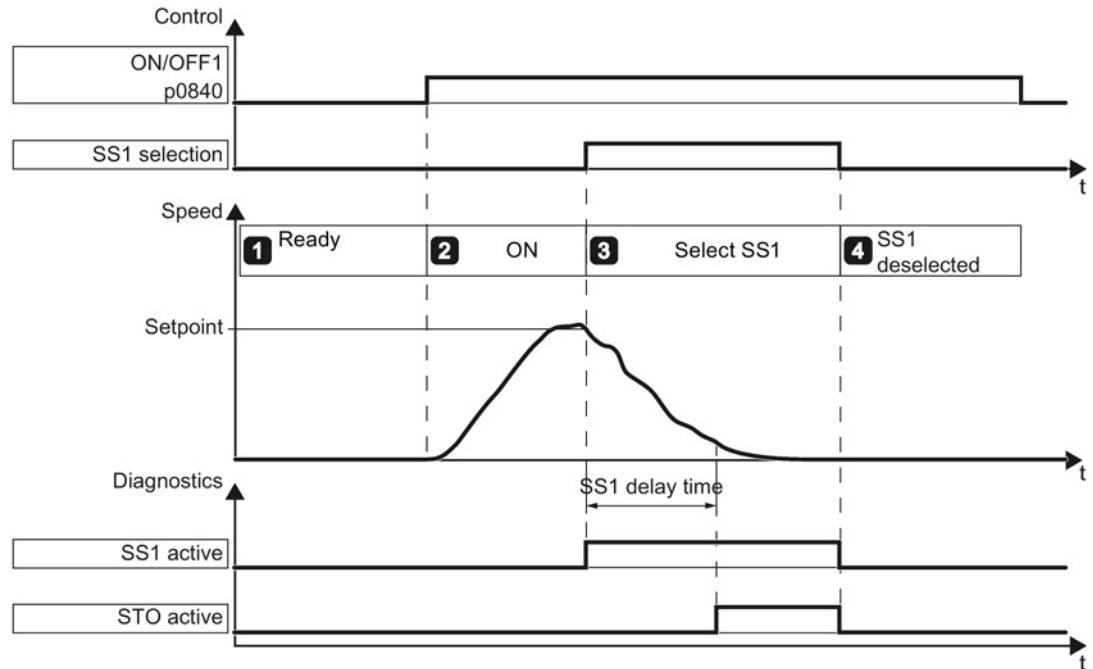 Control
ON/OFF1
p0840
SS1 selection
t
Speed
1 Ready
2 ON
3 Select SS1
4 SS1
deselected
Setpoint
t
Diagnostics
SS1 delay time
SS1 active
STO active
t